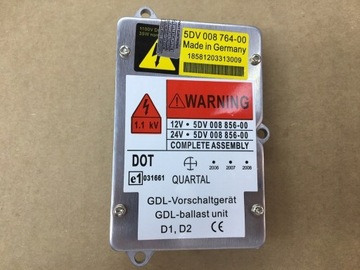 5DV 008 764-00
Made in Germany
18581203313009
WARNING
1.1 kV
12V • 5DV 008 856-00
24V • 5DV 008 856-00
COMPLETE ASSEMBLY
DOT
2006 2007 2008
e1 031661
QUARTAL
GDL-Vorschaltgerät
GDL-ballast unit
D1, D2 CE